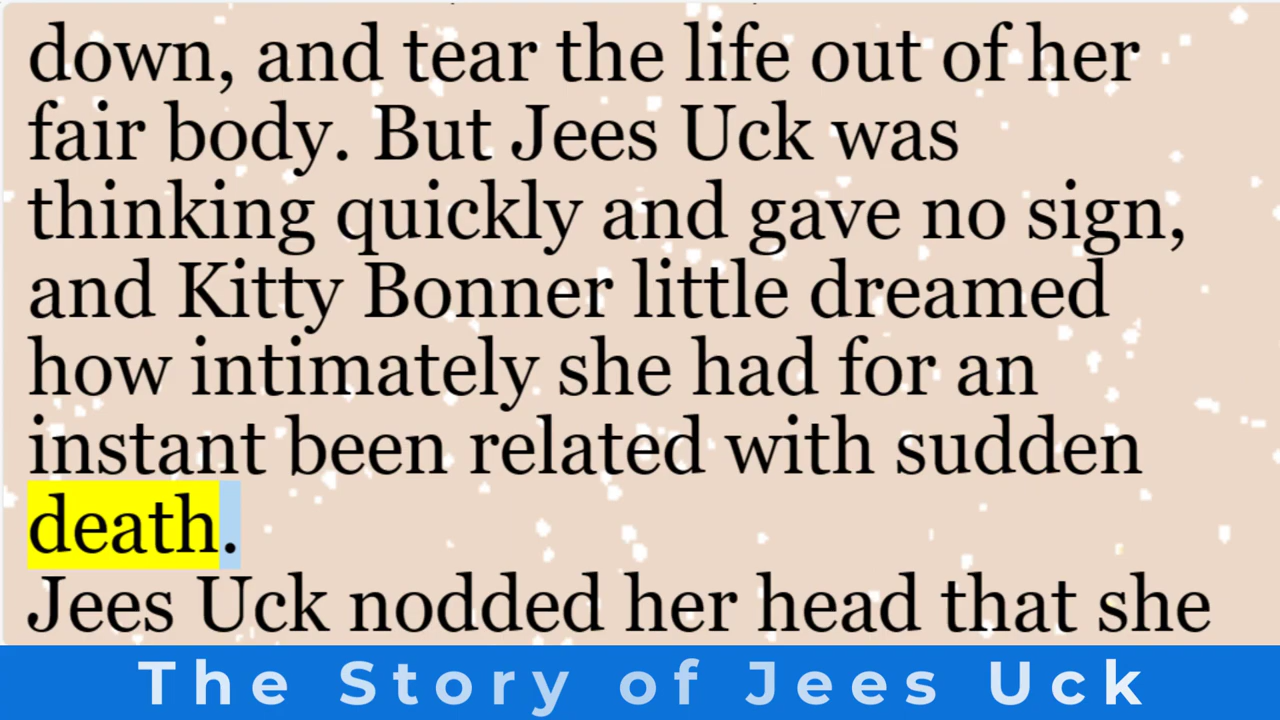 down, and tear the life out of her
fair body. But Jees Uck was
thinking quickly and gave no sign,
and Kitty Bonner little dreamed
how intimately she had for an
instant been related with sudden
death.
Jees Uck nodded her head that she
The Story of Jees Uck